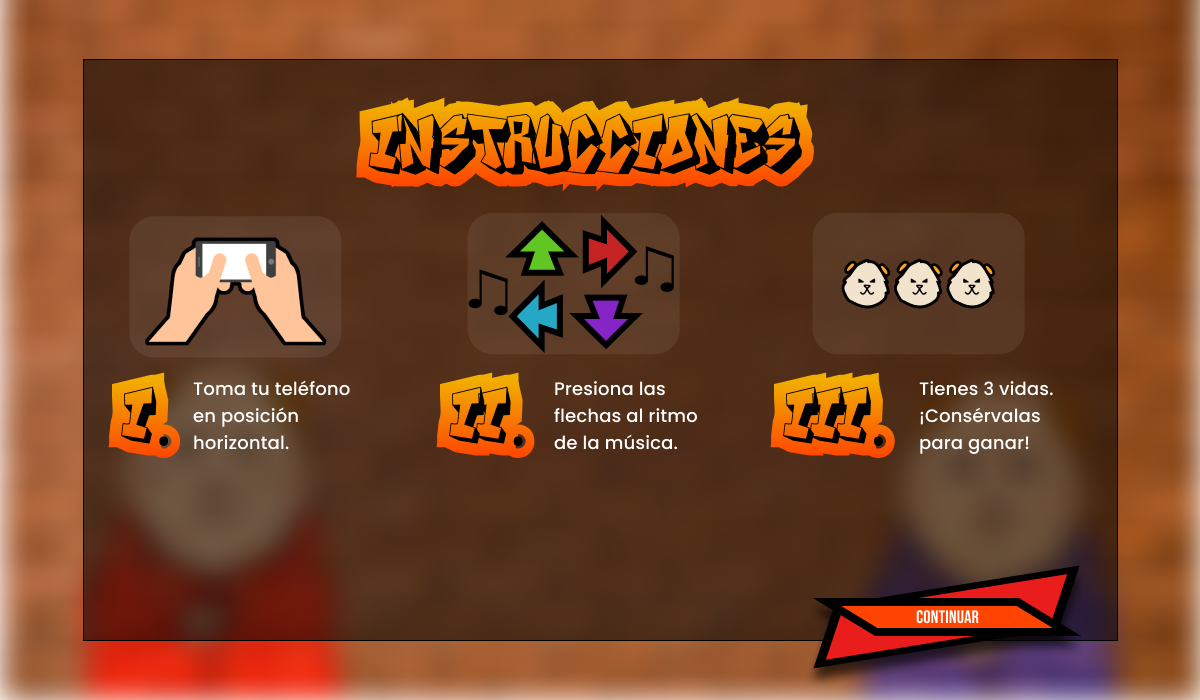 INSTRUCCIONES
I.
Toma tu teléfono
en posición
horizontal.
II.
Presiona las
flechas al ritmo
de la música.
III.
Tienes 3 vidas.
¡Consérvalas
para ganar!
CONTINUAR